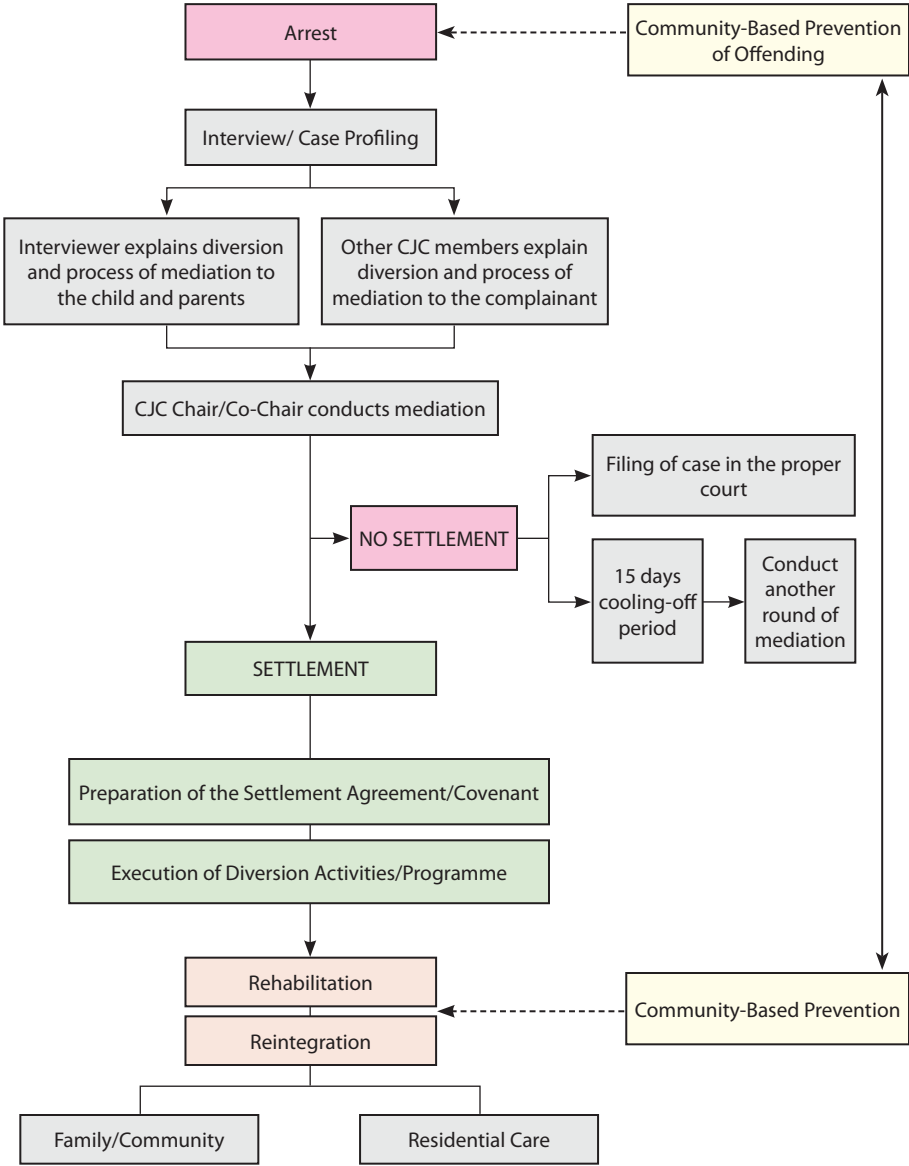 Arrest
Community-Based Prevention
of Offending
Interview/ Case Profiling
Interviewer explains diversion
and process of mediation to
the child and parents
Other CJC members explain
diversion and process of
mediation to the complainant
CJC Chair/Co-Chair conducts mediation
Filing of case in the proper
court
NO SETTLEMENT
15 days
cooling-off
period
Conduct
another
round of
mediation
SETTLEMENT
Preparation of the Settlement Agreement/Covenant
Execution of Diversion Activities/Programme
Rehabilitation
Community-Based Prevention
Reintegration
Family/Community
Residential Care